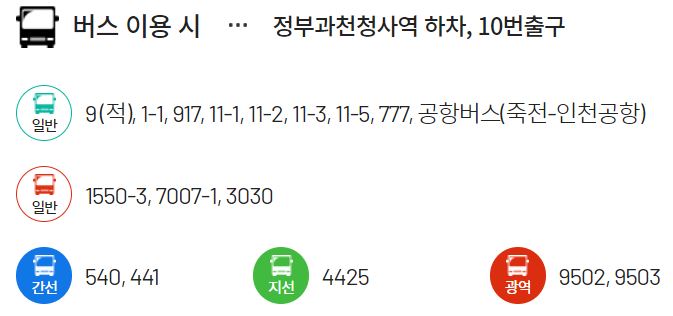 버스 이용 시 ··· 정부과천청사역 하차, 10번출구
일반 9(적), 1-1, 917, 11-1, 11-2, 11-3, 11-5, 777, 공항버스(죽전-인천공항)
일반 1550-3, 7007-1, 3030
간선 540, 441 지선 4425 광역 9502, 9503